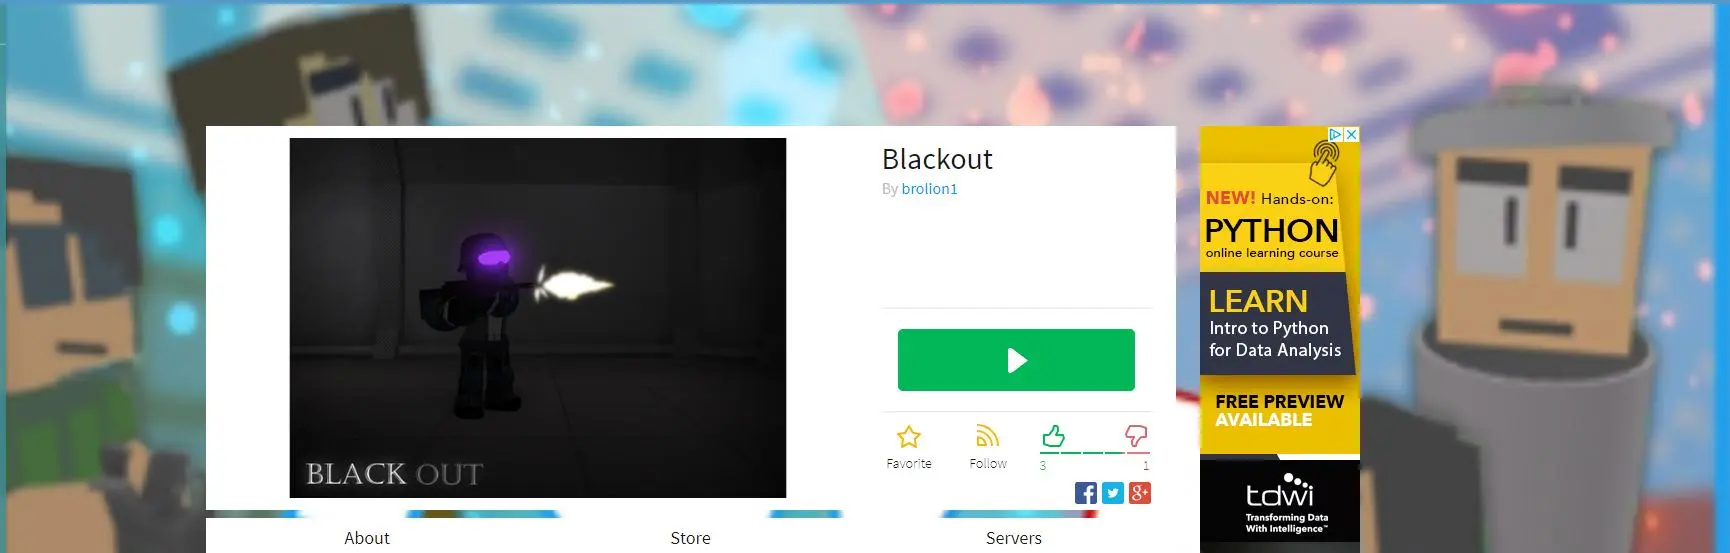 BLACK OUT
Blackout
By brolion1
Favorite
Follow
3
1
About
Store
Servers
NEW! Hands-on:
PYTHON
online learning course
LEARN
Intro to Python
for Data Analysis
FREE PREVIEW
AVAILABLE
tdwi
Transforming Data
With Intelligence™